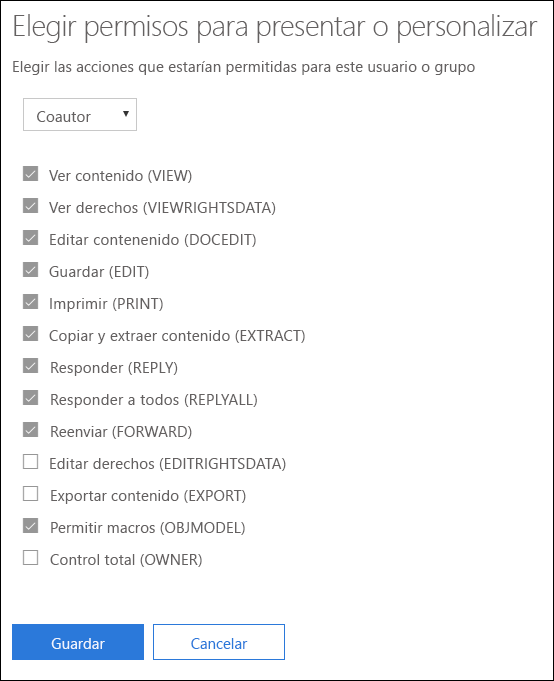 Elegir permisos para presentar o personalizar
Elegir las acciones que estarían permitidas para este usuario o grupo
Coautor
Ver contenido (VIEW)
Ver derechos (VIEWRIGHTSDATA)
Editar contenenido (DOCEDIT)
Guardar (EDIT)
Imprimir (PRINT)
Copiar y extraer contenido (EXTRACT)
Responder (REPLY)
Responder a todos (REPLYALL)
Reenviar (FORWARD)
Editar derechos (EDITRIGHTSDATA)
Exportar contenido (EXPORT)
Permitir macros (OBJMODEL)
Control total (OWNER)
Guardar
Cancelar